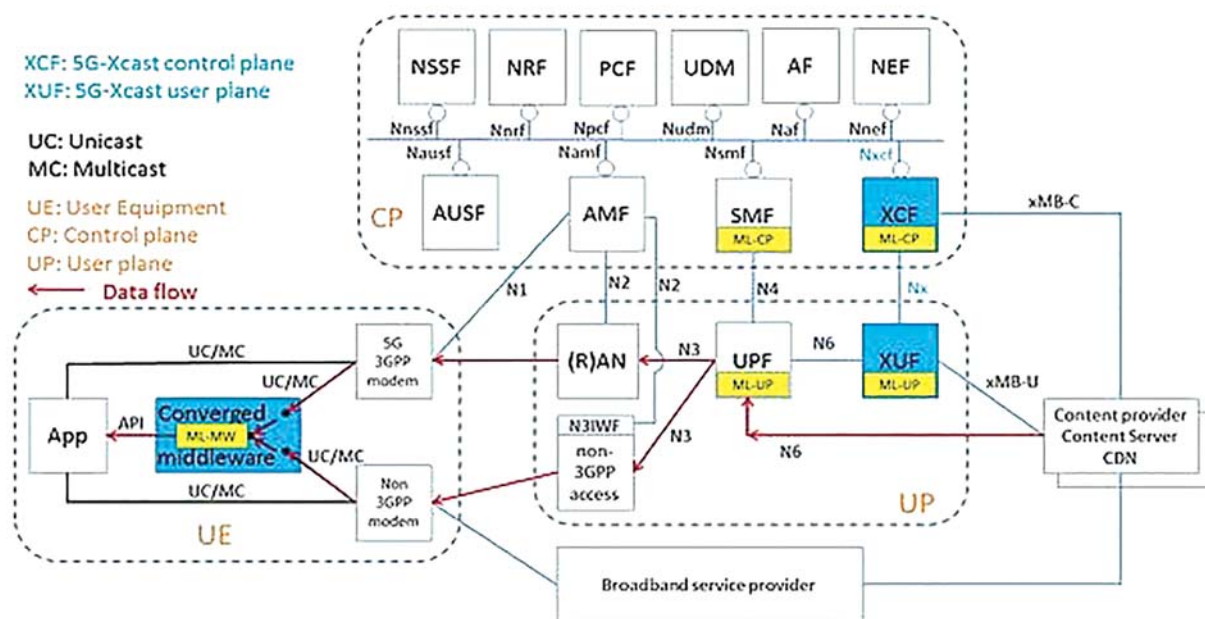 XCF: 5G-Xcast control plane
XUF: 5G-Xcast user plane
UC: Unicast
MC: Multicast
UE: User Equipment
CP: Control plane
UP: User plane
Data flow
NSSF
NRF
PCF
UDM
AF
NEF
Nnssf
Nnrf
Npcf
Nudm
Naf
Nnef
Nausf
Namf
Nsmf
Nxcf
CP
AUSF
AMF
SMF
ML-CP
XCF
ML-CP
xMB-C
N1
N2
N2
N4
Nx
UC/MC
5G
3GPP
modem
(R)AN
N3
UPF
ML-UP
N6
XUF
ML-UP
xMB-U
UC/MC
App
API
Converged
ML-MW
middleware
UC/MC
N3IWF
non-
3GPP
access
N3
N6
Content provider
Content Server
CDN
UC/MC
Non
3GPP
modem
UE
UP
Broadband service provider